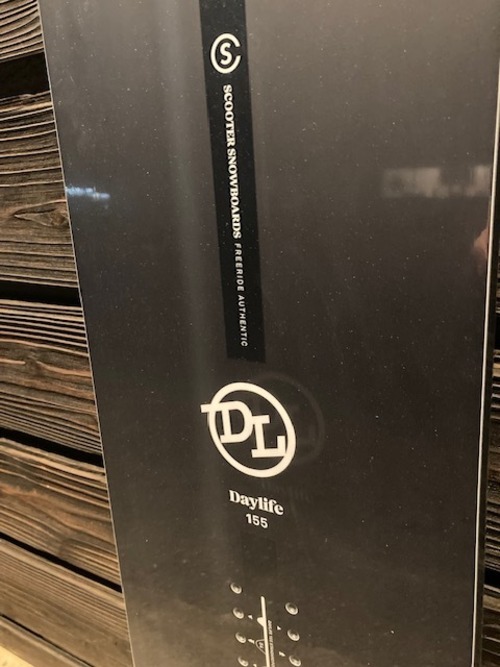 SCOOTER SNOWBOARDS FREERIDE AUTHENTIC
DL
Daylife
155